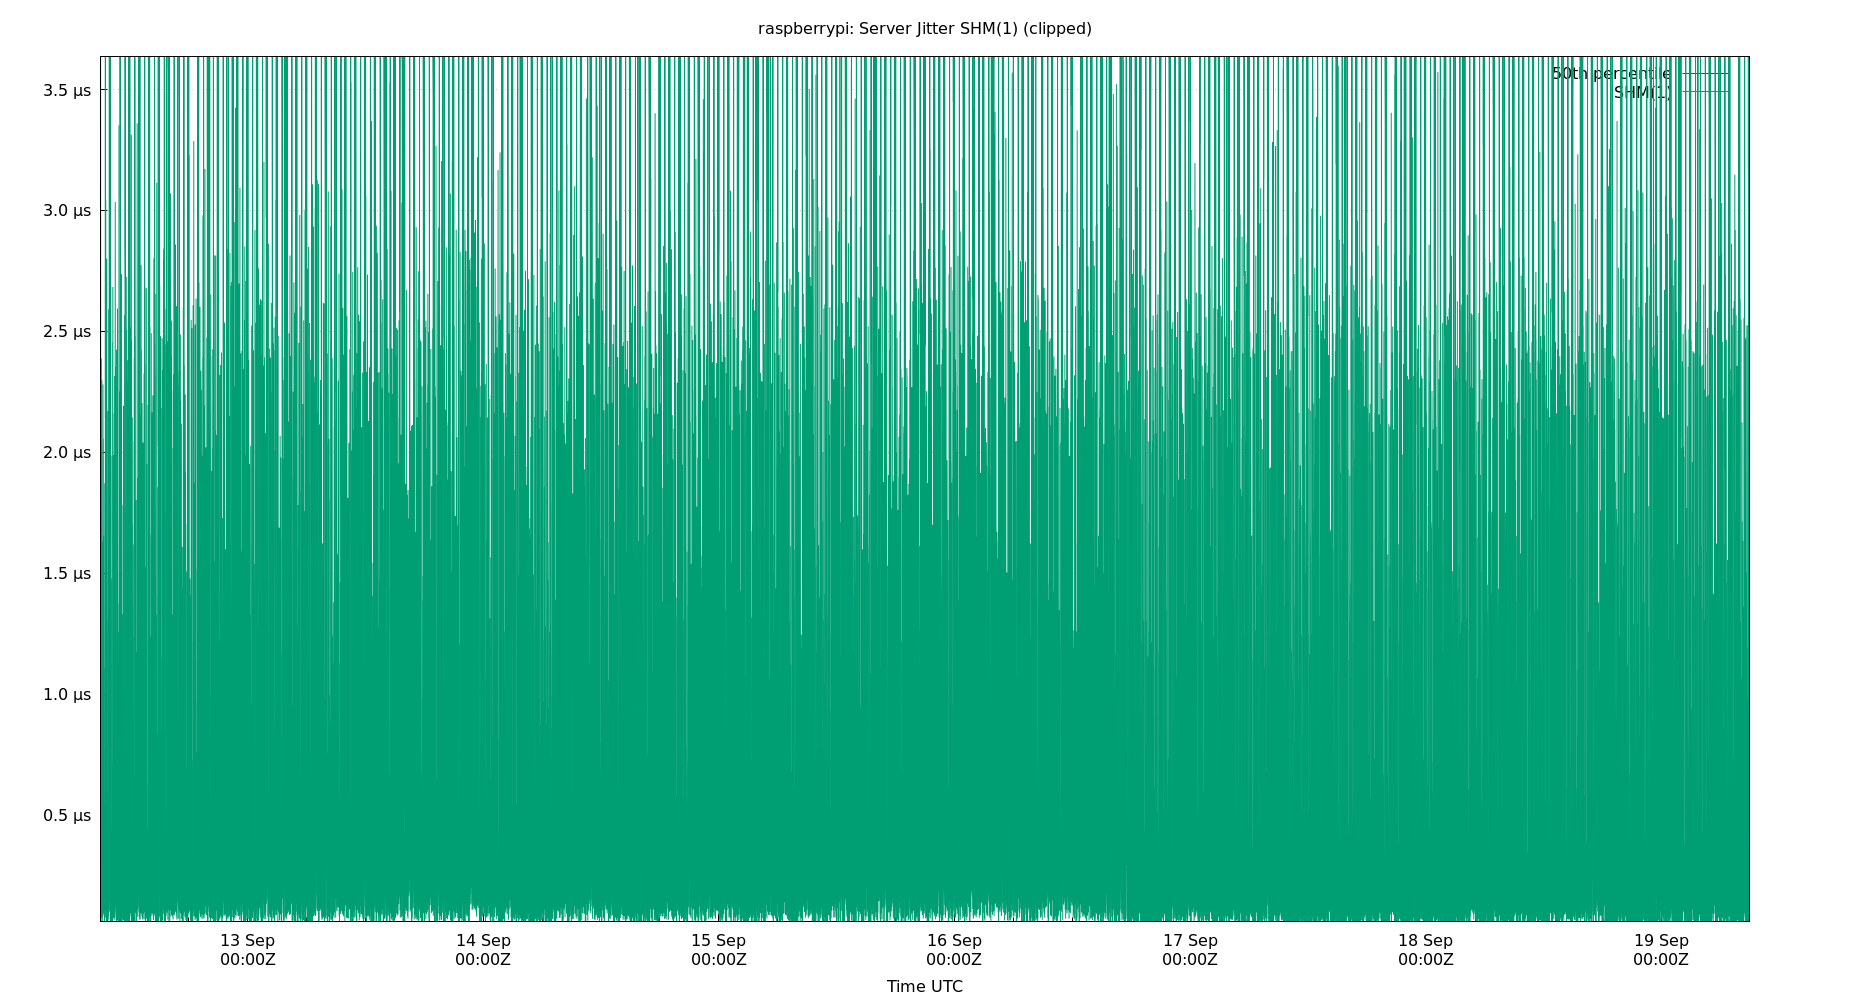 raspberrypi: Server Jitter SHM(1) (clipped)
50th percentile
SHM(1)
3.5 µs
3.0 µs
2.5 µs
2.0 µs
1.5 µs
1.0 µs
0.5 µs
13 Sep 14 Sep 15 Sep 16 Sep 17 Sep 18 Sep 19 Sep
00:00Z 00:00Z 00:00Z 00:00Z 00:00Z 00:00Z 00:00Z
Time UTC